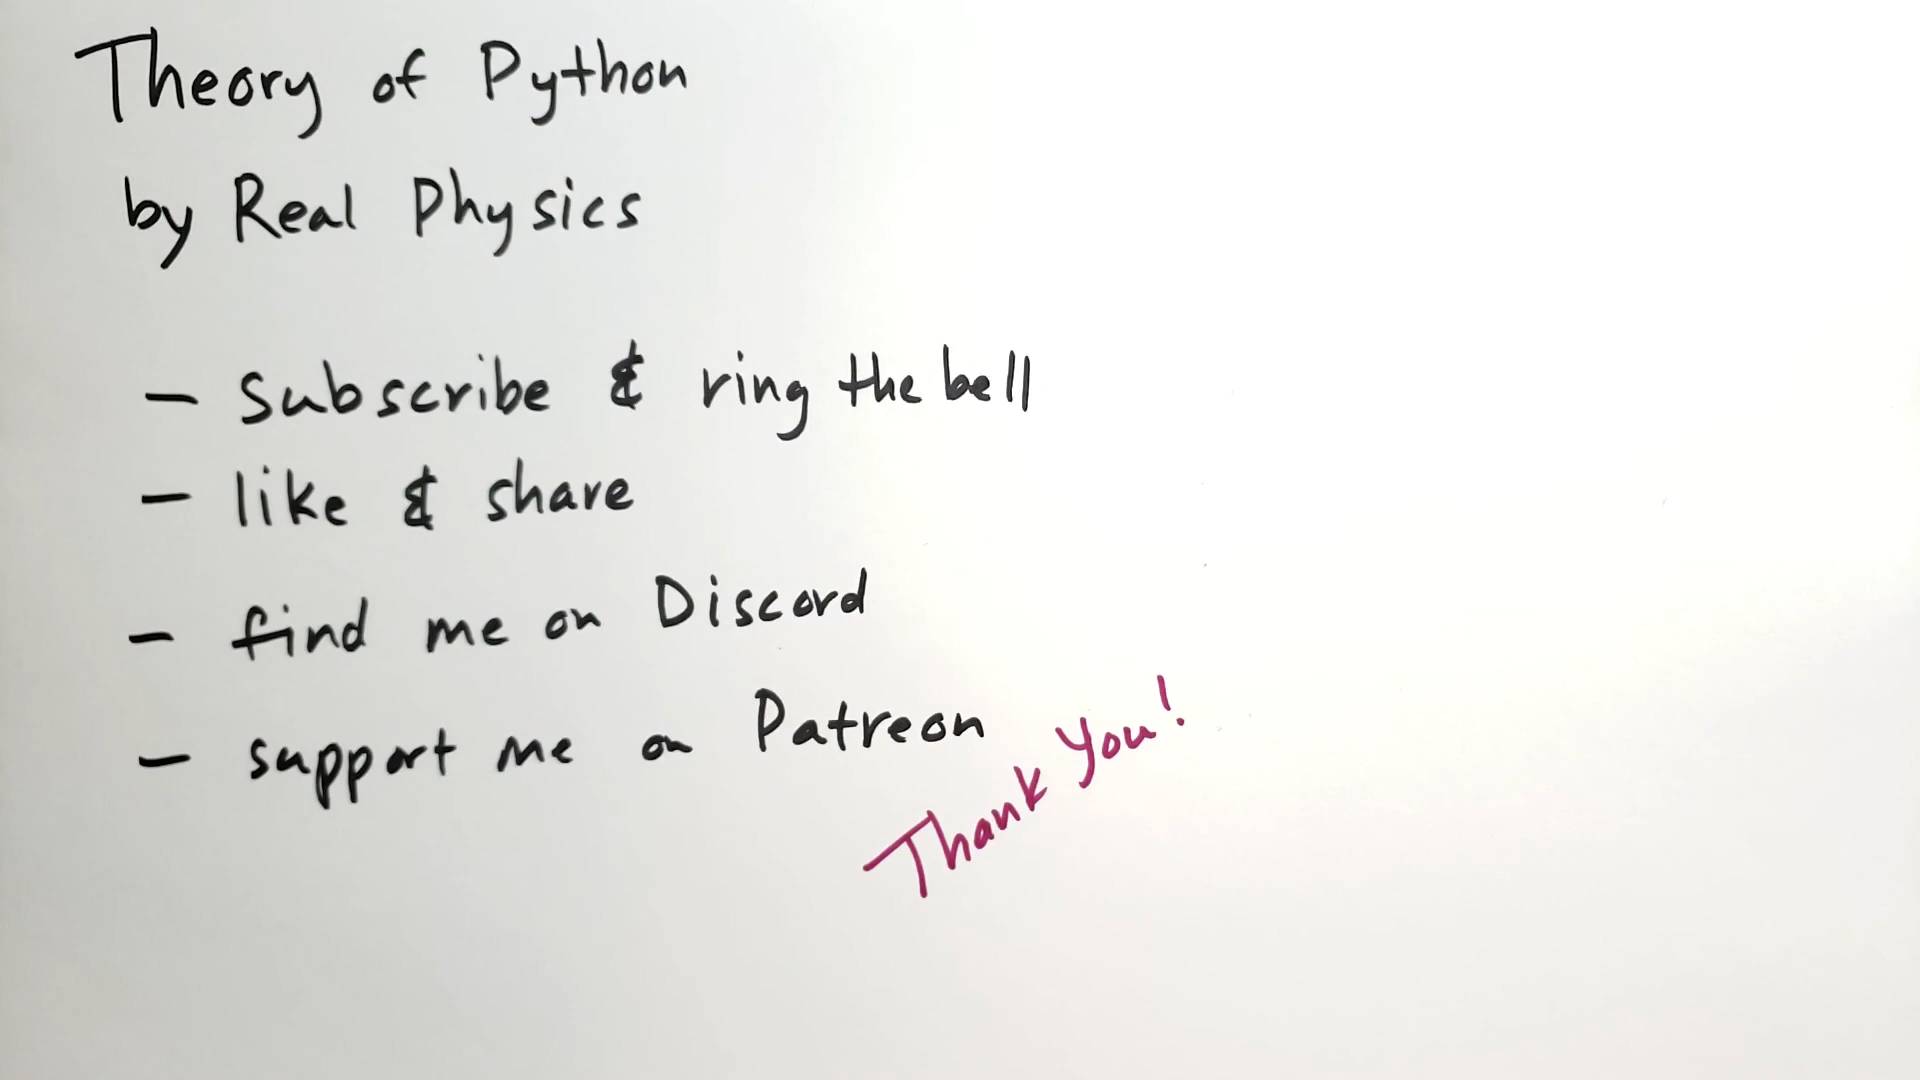 Theory of Python
by Real Physics
- Subscribe & ring the bell
- like & share
- find me on Discord
- support me on Patreon
Thank You!